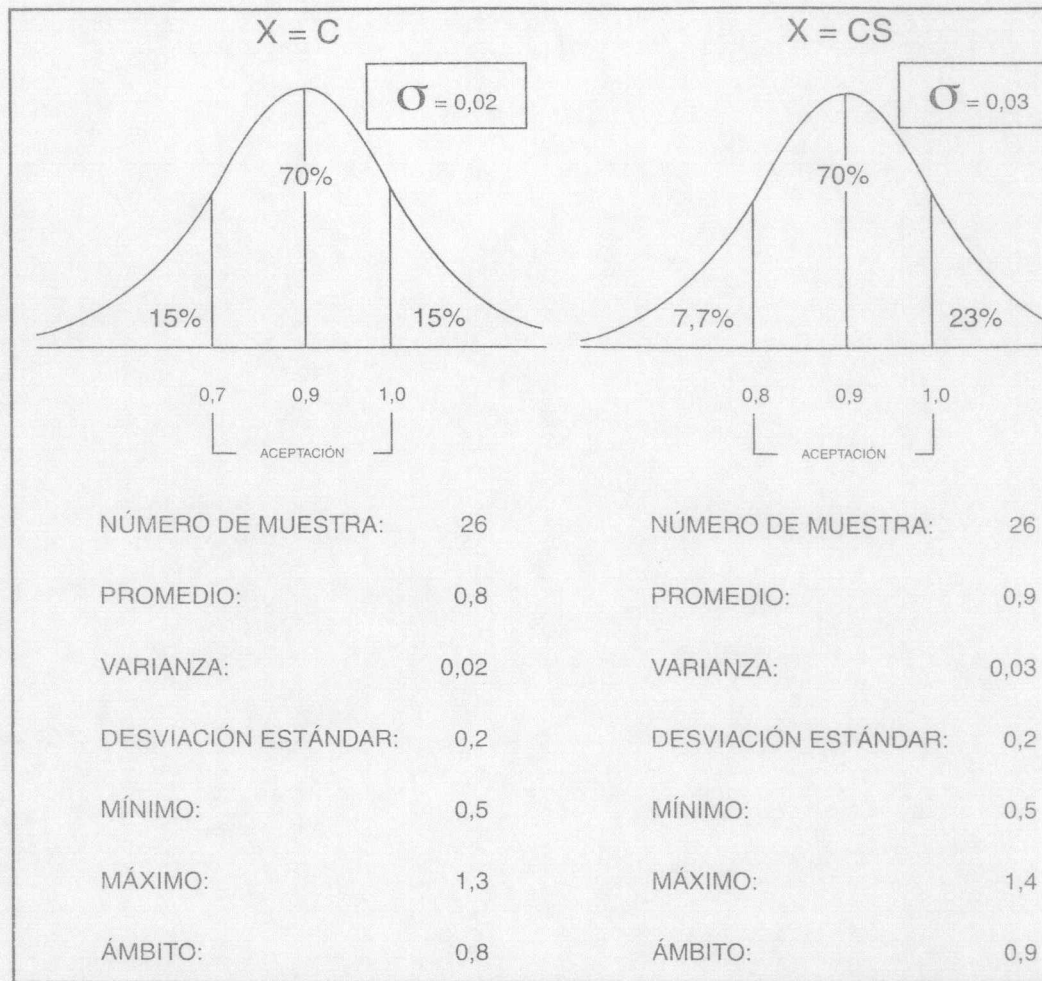 X = C
σ = 0,02
70%
15%
15%
0,7 0,9 1,0
ACEPTACIÓN
NÚMERO DE MUESTRA: 26
PROMEDIO: 0,8
VARIANZA: 0,02
DESVIACIÓN ESTÁNDAR: 0,2
MÍNIMO: 0,5
MÁXIMO: 1,3
ÁMBITO: 0,8
X = CS
σ = 0,03
70%
7,7%
23%
0,8 0,9 1,0
ACEPTACIÓN
NÚMERO DE MUESTRA: 26
PROMEDIO: 0,9
VARIANZA: 0,03
DESVIACIÓN ESTÁNDAR: 0,2
MÍNIMO: 0,5
MÁXIMO: 1,4
ÁMBITO: 0,9